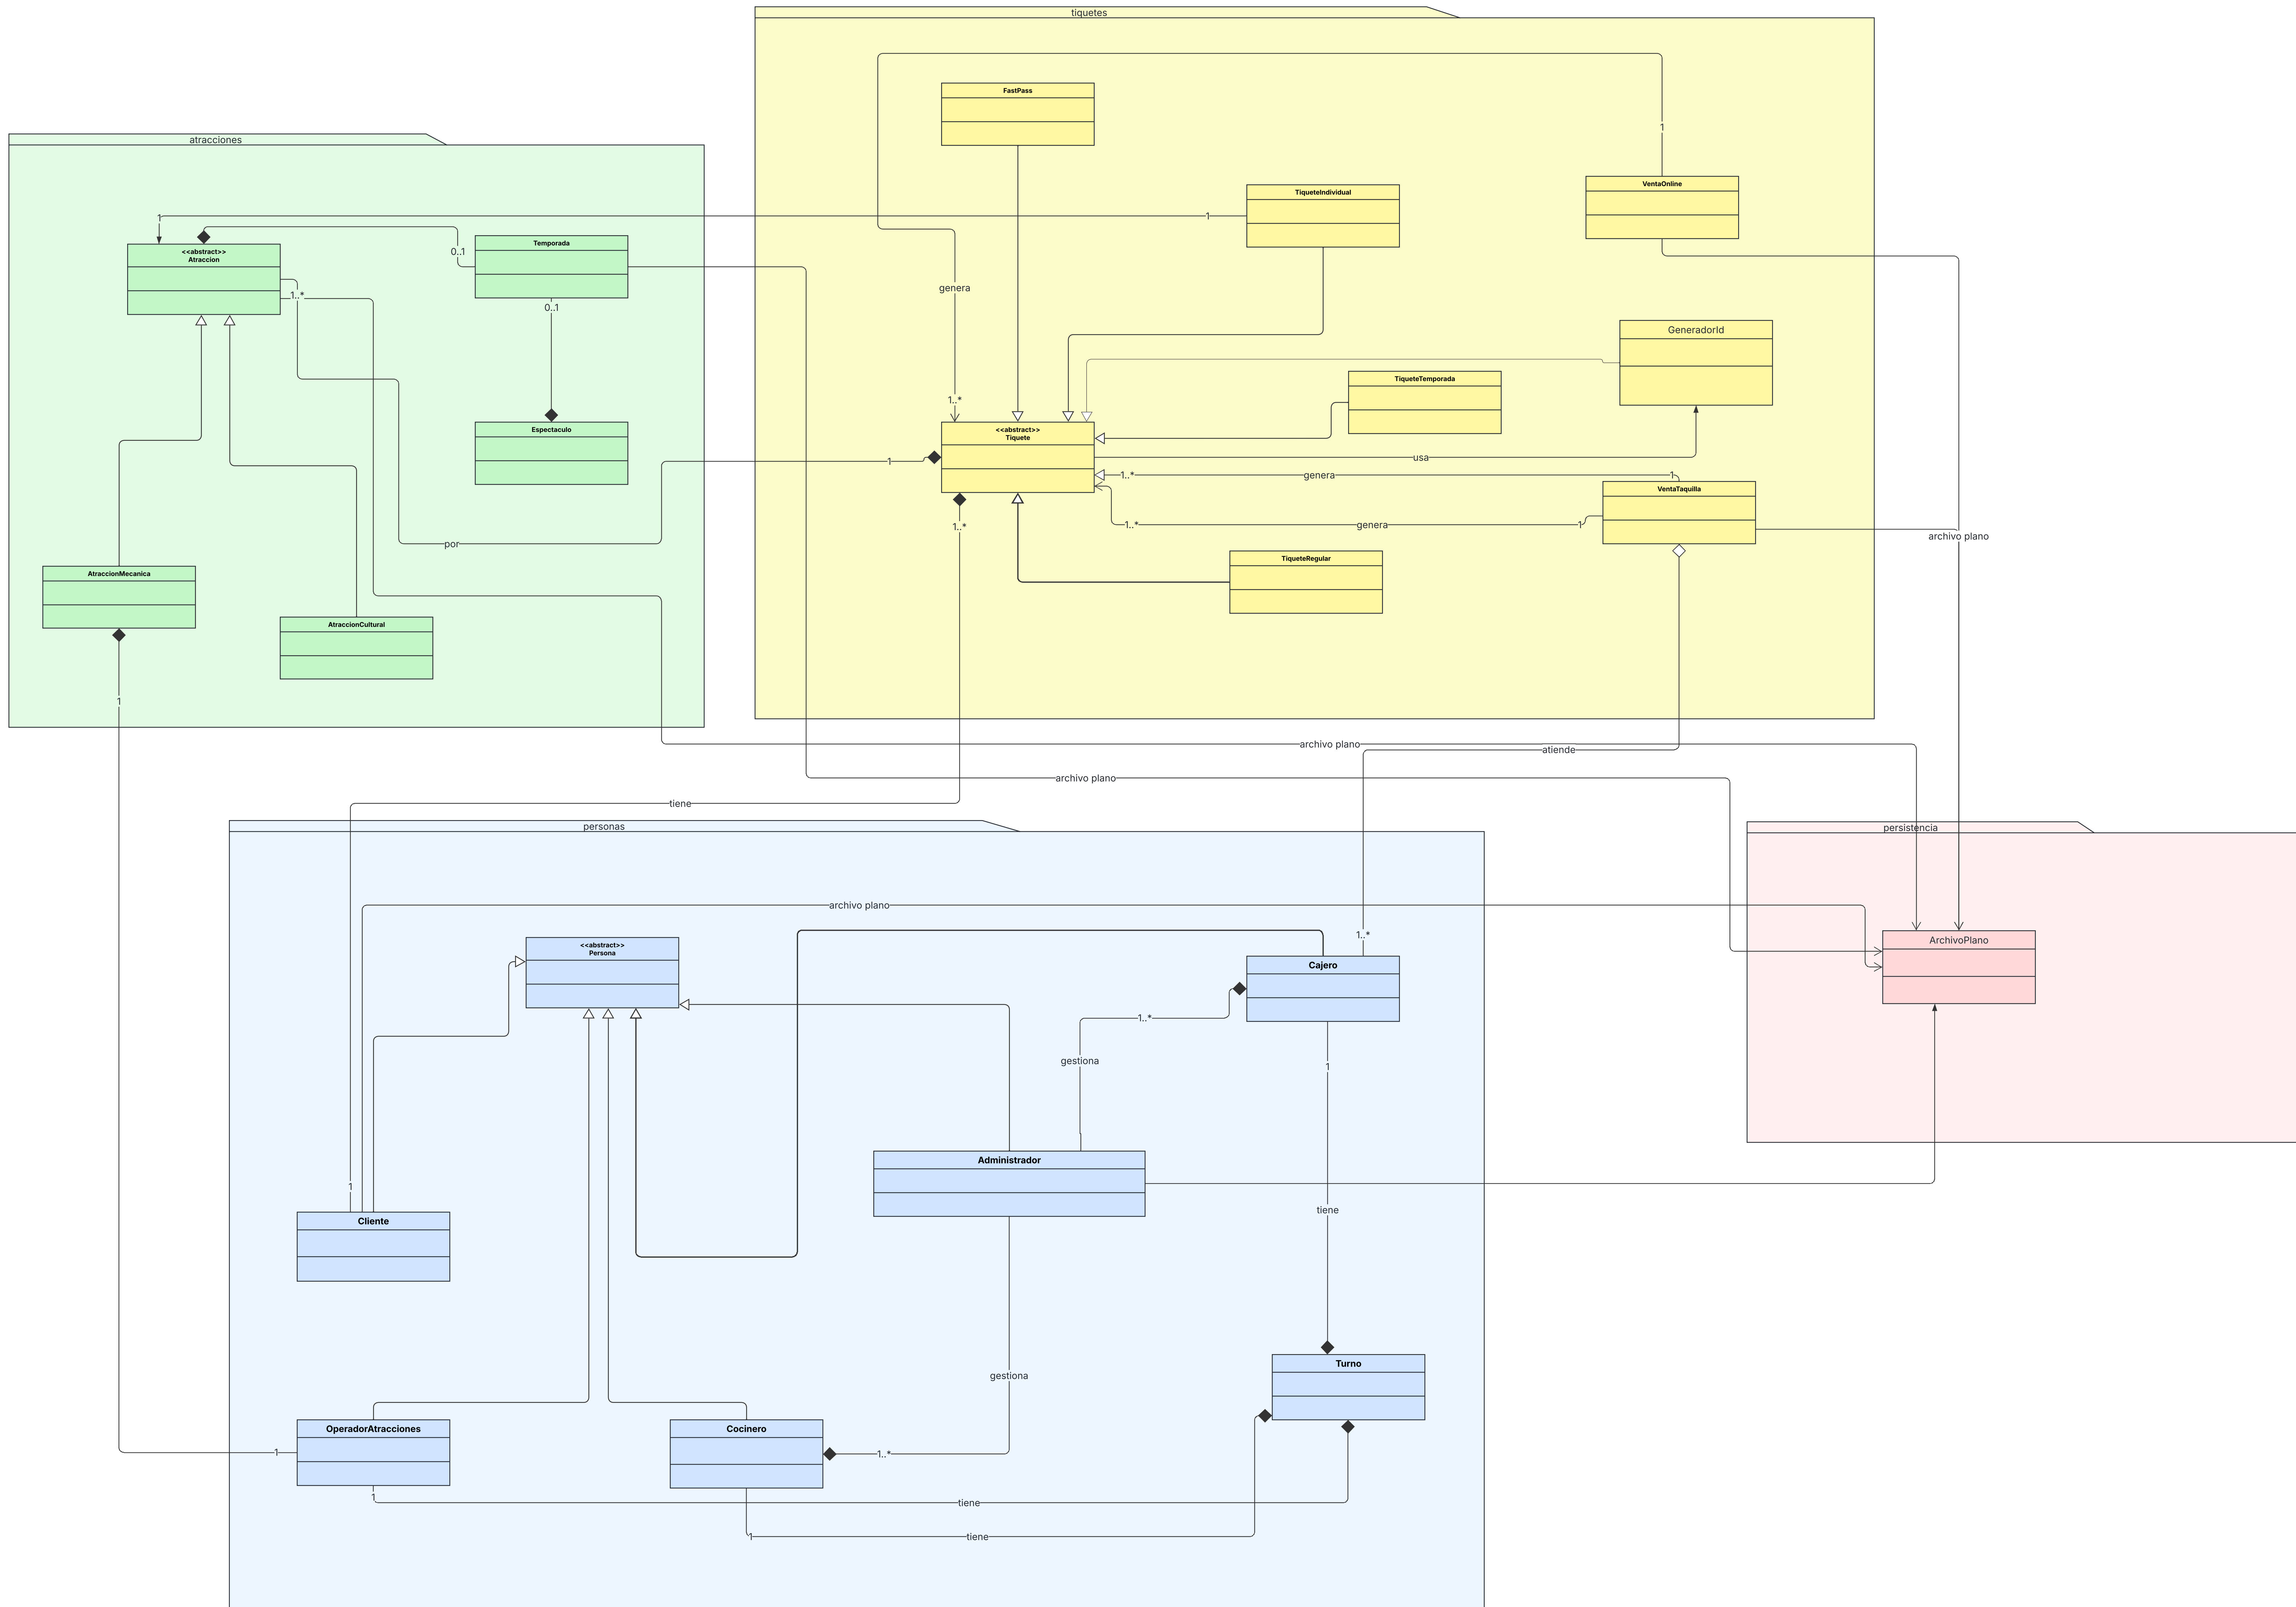 tiquetes
FastPass
1
atracciones
VentaOnline
TiqueteIndividual
1
1
Temporada
<<abstract>>
Atraccion
0..1
genera
1..*
0..1
GeneradorId
TiqueteTemporada
1..*
<<abstract>>
Tiquete
Espectaculo
1
usa
1..*
genera
1
VentaTaquilla
1..*
1..*
genera
1
archivo plano
por
TiqueteRegular
AtraccionMecanica
AtraccionCultural
1
archivo plano
atiende
archivo plano
tiene
personas
persistencia
archivo plano
1..*
<<abstract>>
Persona
Cajero
ArchivoPlano
1..*
gestiona
1
Administrador
1
tiene
Cliente
Turno
gestiona
OperadorAtracciones
Cocinero
1
1..*
1
tiene
1
tiene